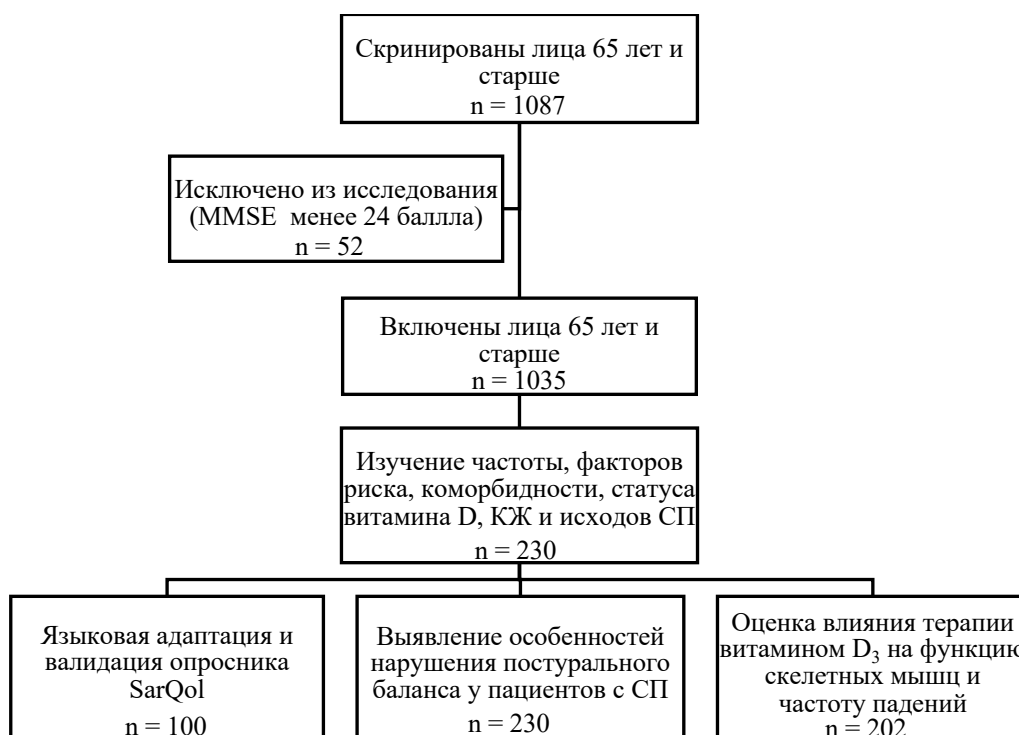 Скринированы лица 65 лет и
старше
n = 1087
Исключено из исследования
(MMSE менее 24 баллла)
n = 52
Включены лица 65 лет и
старше
n = 1035
Изучение частоты, факторов
риска, коморбидности, статуса
витамина D, КЖ и исходов СП
n = 230
Языковая адаптация и
валидация опросника
SarQol
n = 100
Выявление особенностей
нарушения постурального
баланса у пациентов с СП
n = 230
Оценка влияния терапии
витамином D₃ на функцию
скелетных мышц и
частоту падений
n = 202